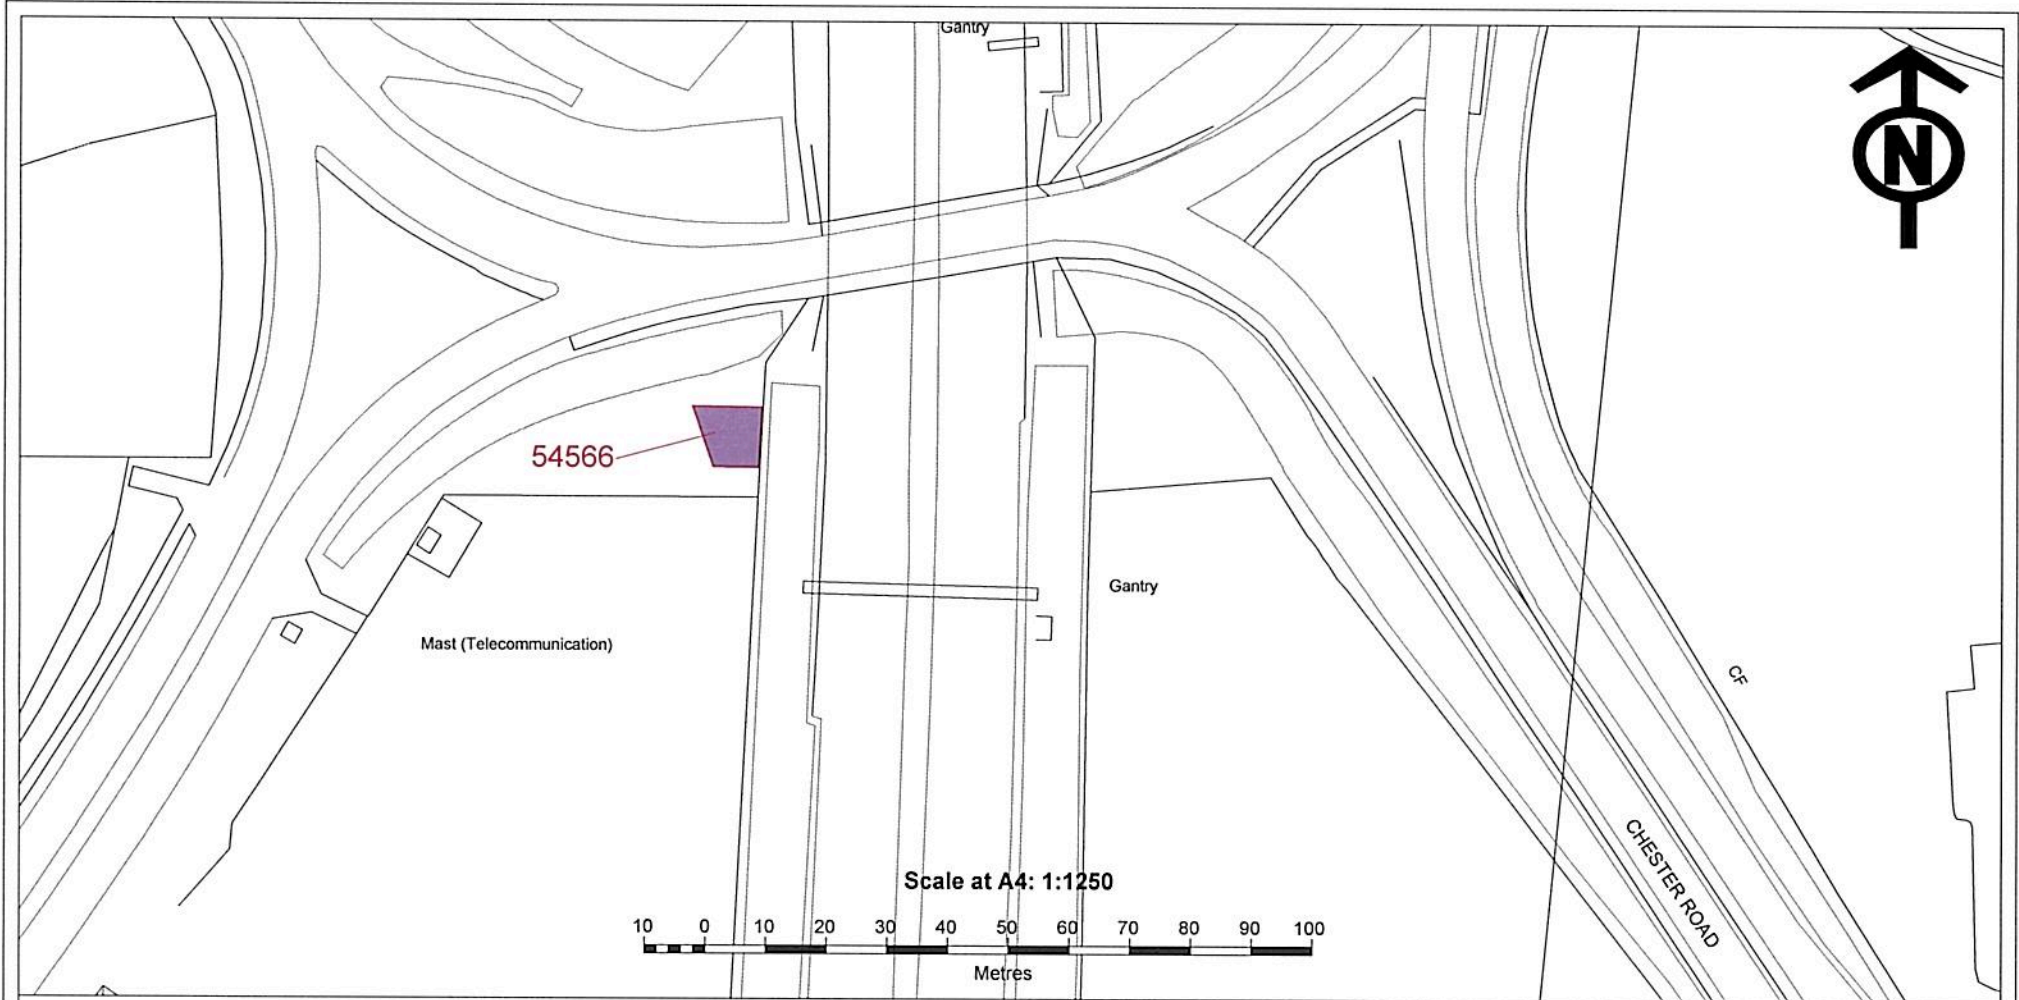 Gantry
N
54566
Gantry
Mast (Telecommunication)
CF
CHESTER ROAD
Scale at A4: 1:1250
10 0 10 20 30 40 50 60 70 80 90 100
Metres